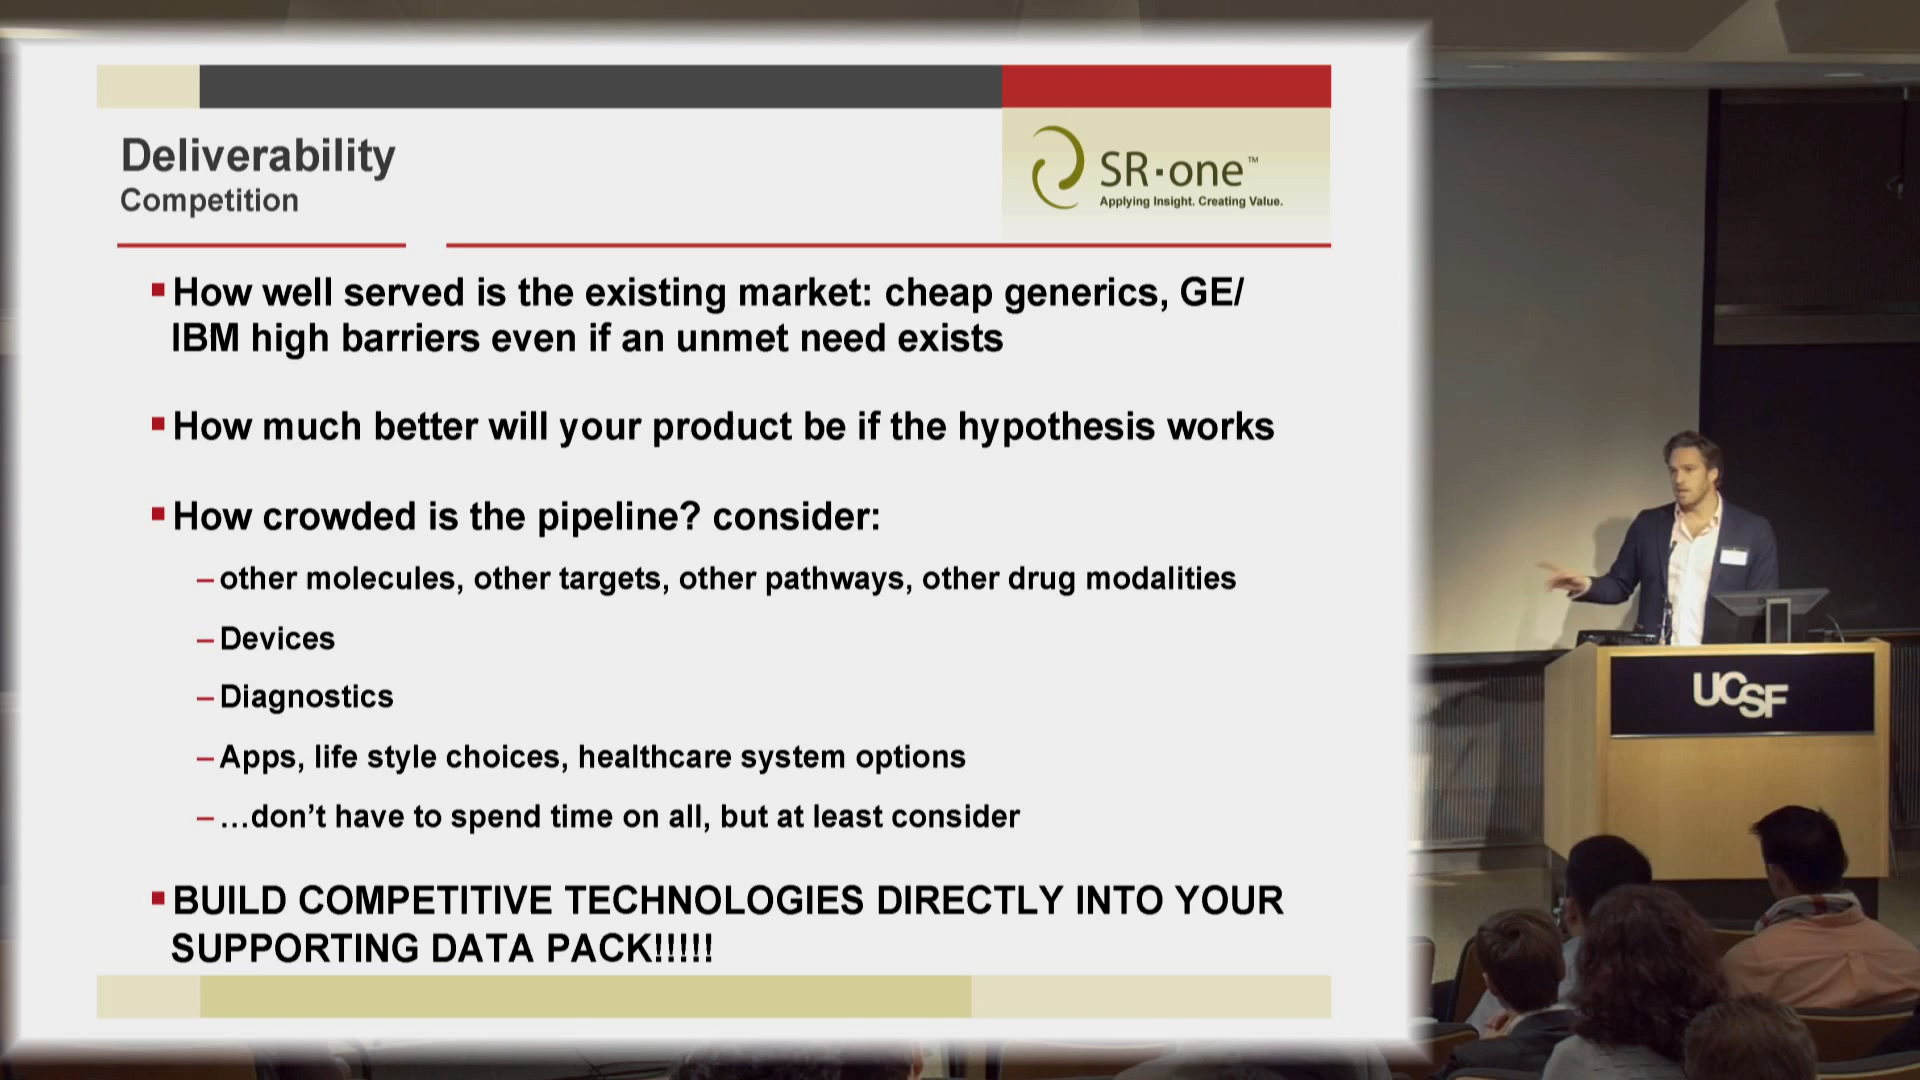 Deliverability
Competition
SR·one™
Applying Insight. Creating Value.
▪ How well served is the existing market: cheap generics, GE/
IBM high barriers even if an unmet need exists
▪ How much better will your product be if the hypothesis works
▪ How crowded is the pipeline? consider:
– other molecules, other targets, other pathways, other drug modalities
– Devices
– Diagnostics
– Apps, life style choices, healthcare system options
– …don’t have to spend time on all, but at least consider
▪ BUILD COMPETITIVE TECHNOLOGIES DIRECTLY INTO YOUR
SUPPORTING DATA PACK!!!!!
UCSF